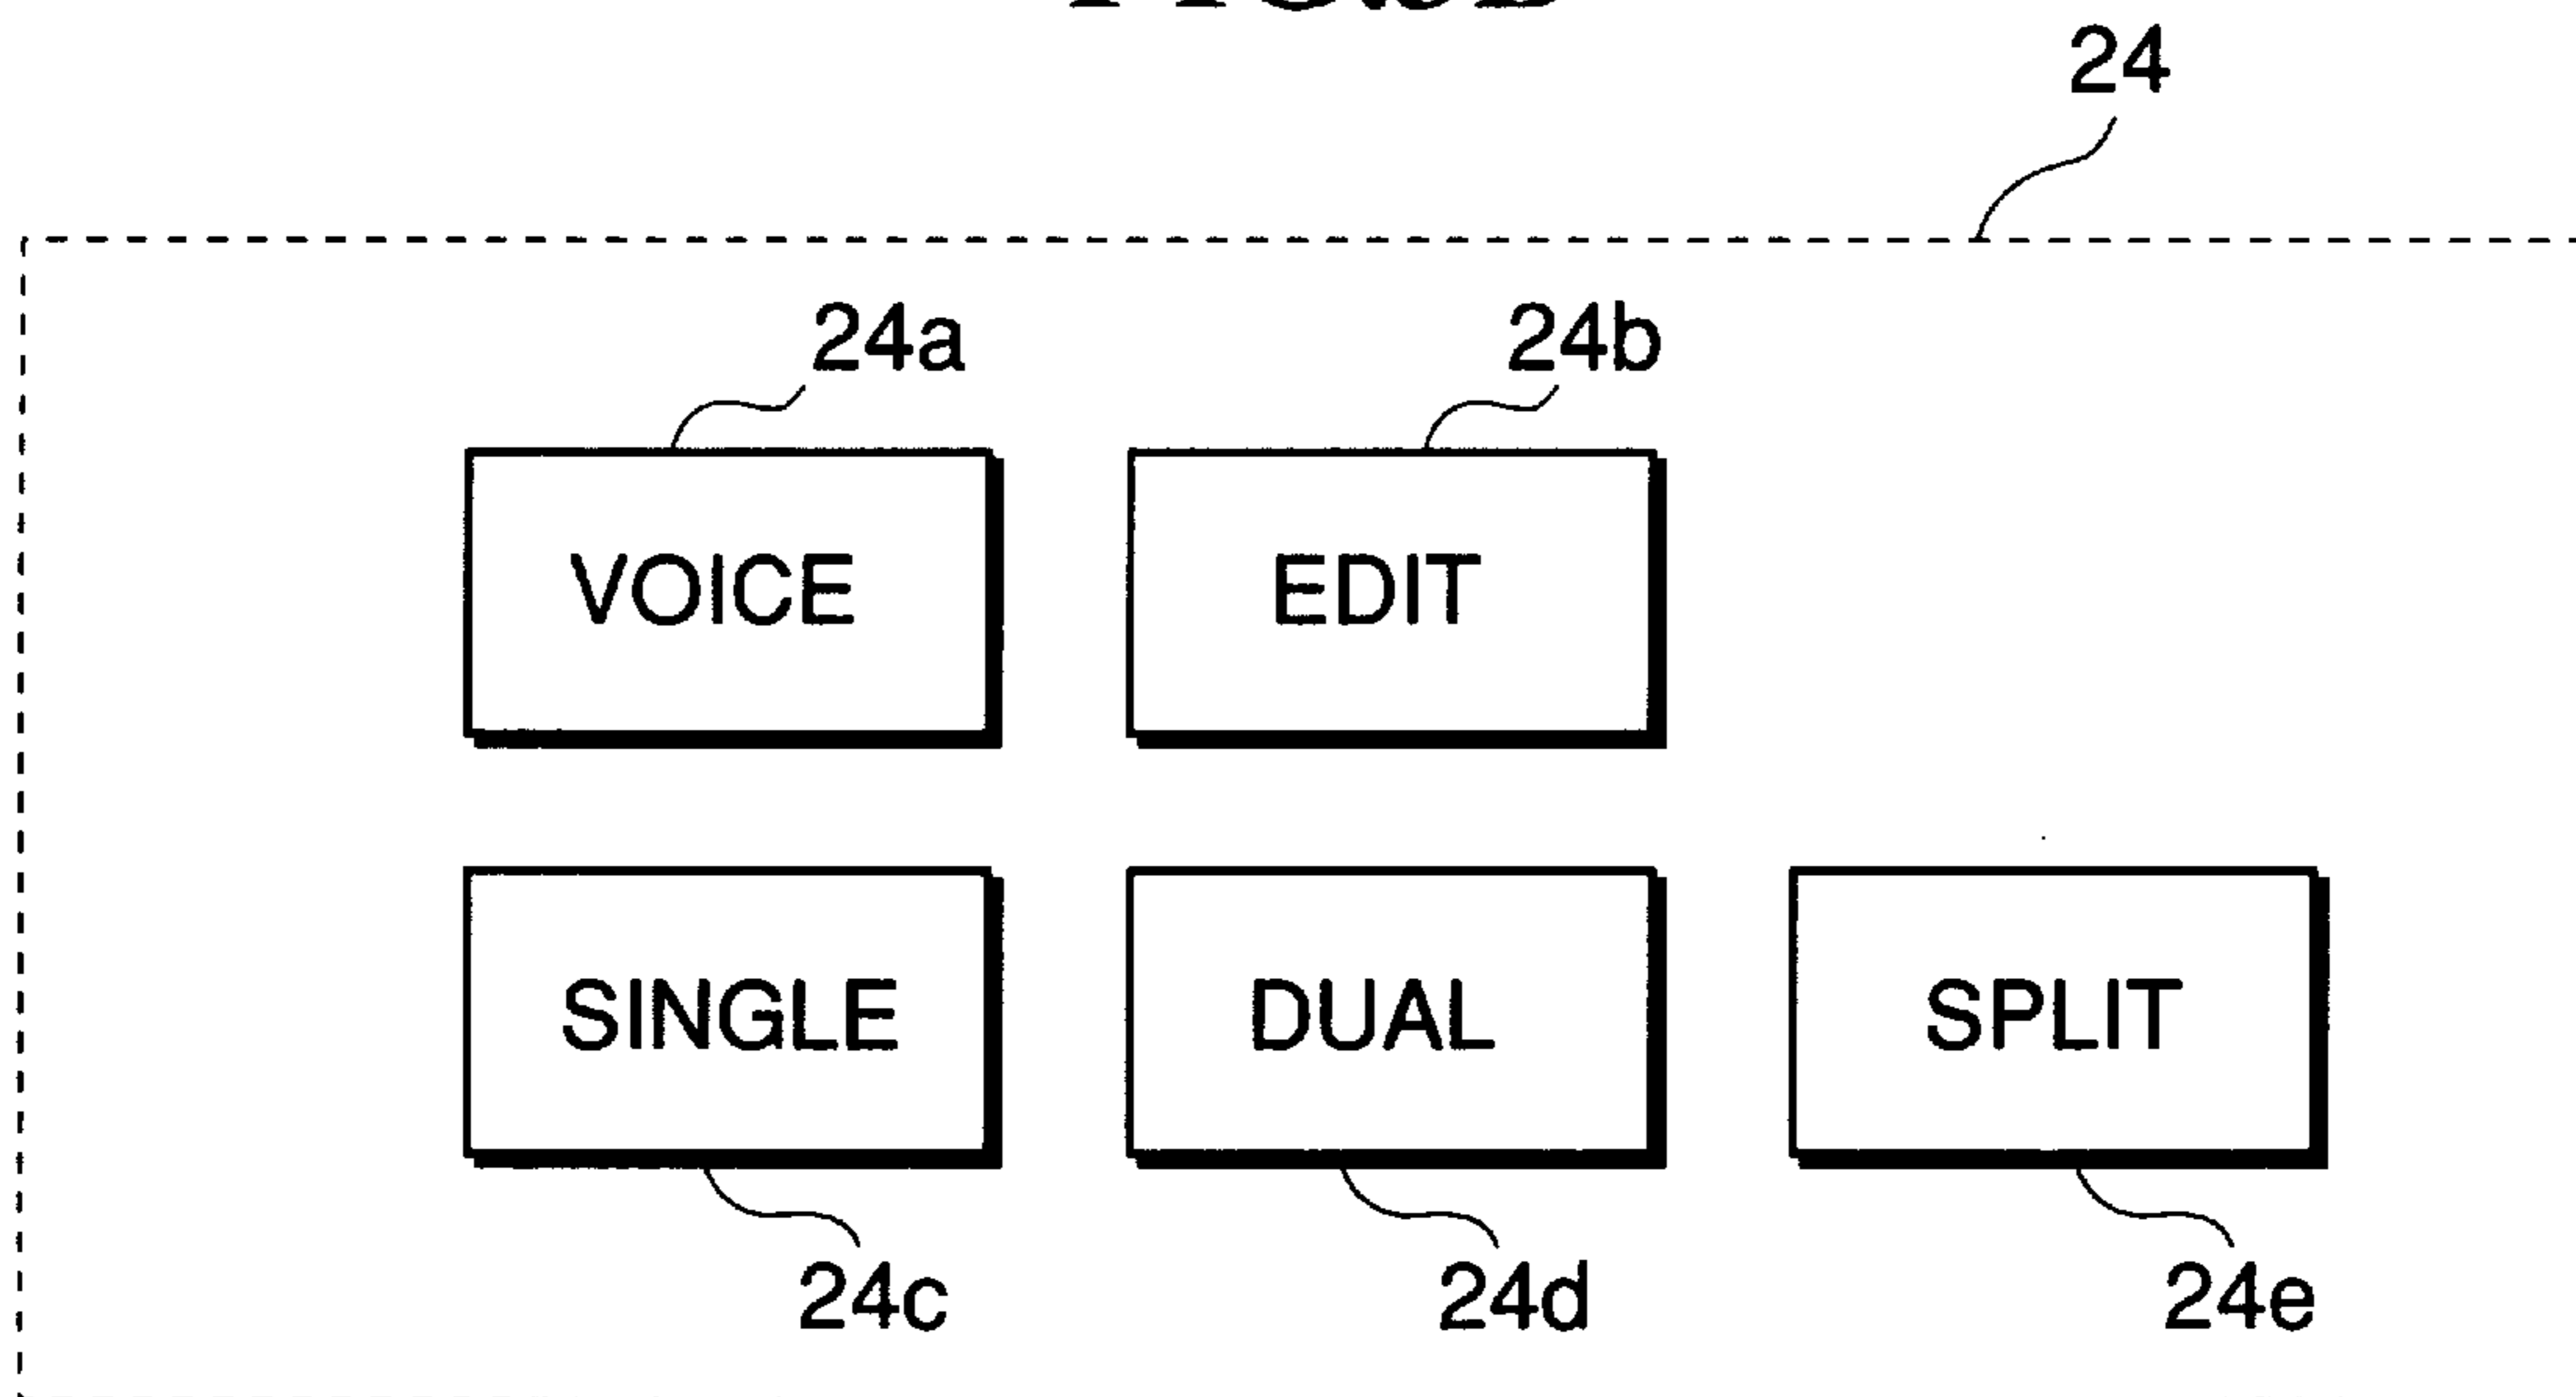 24
24a 24b
VOICE EDIT
SINGLE DUAL SPLIT
24c 24d 24e